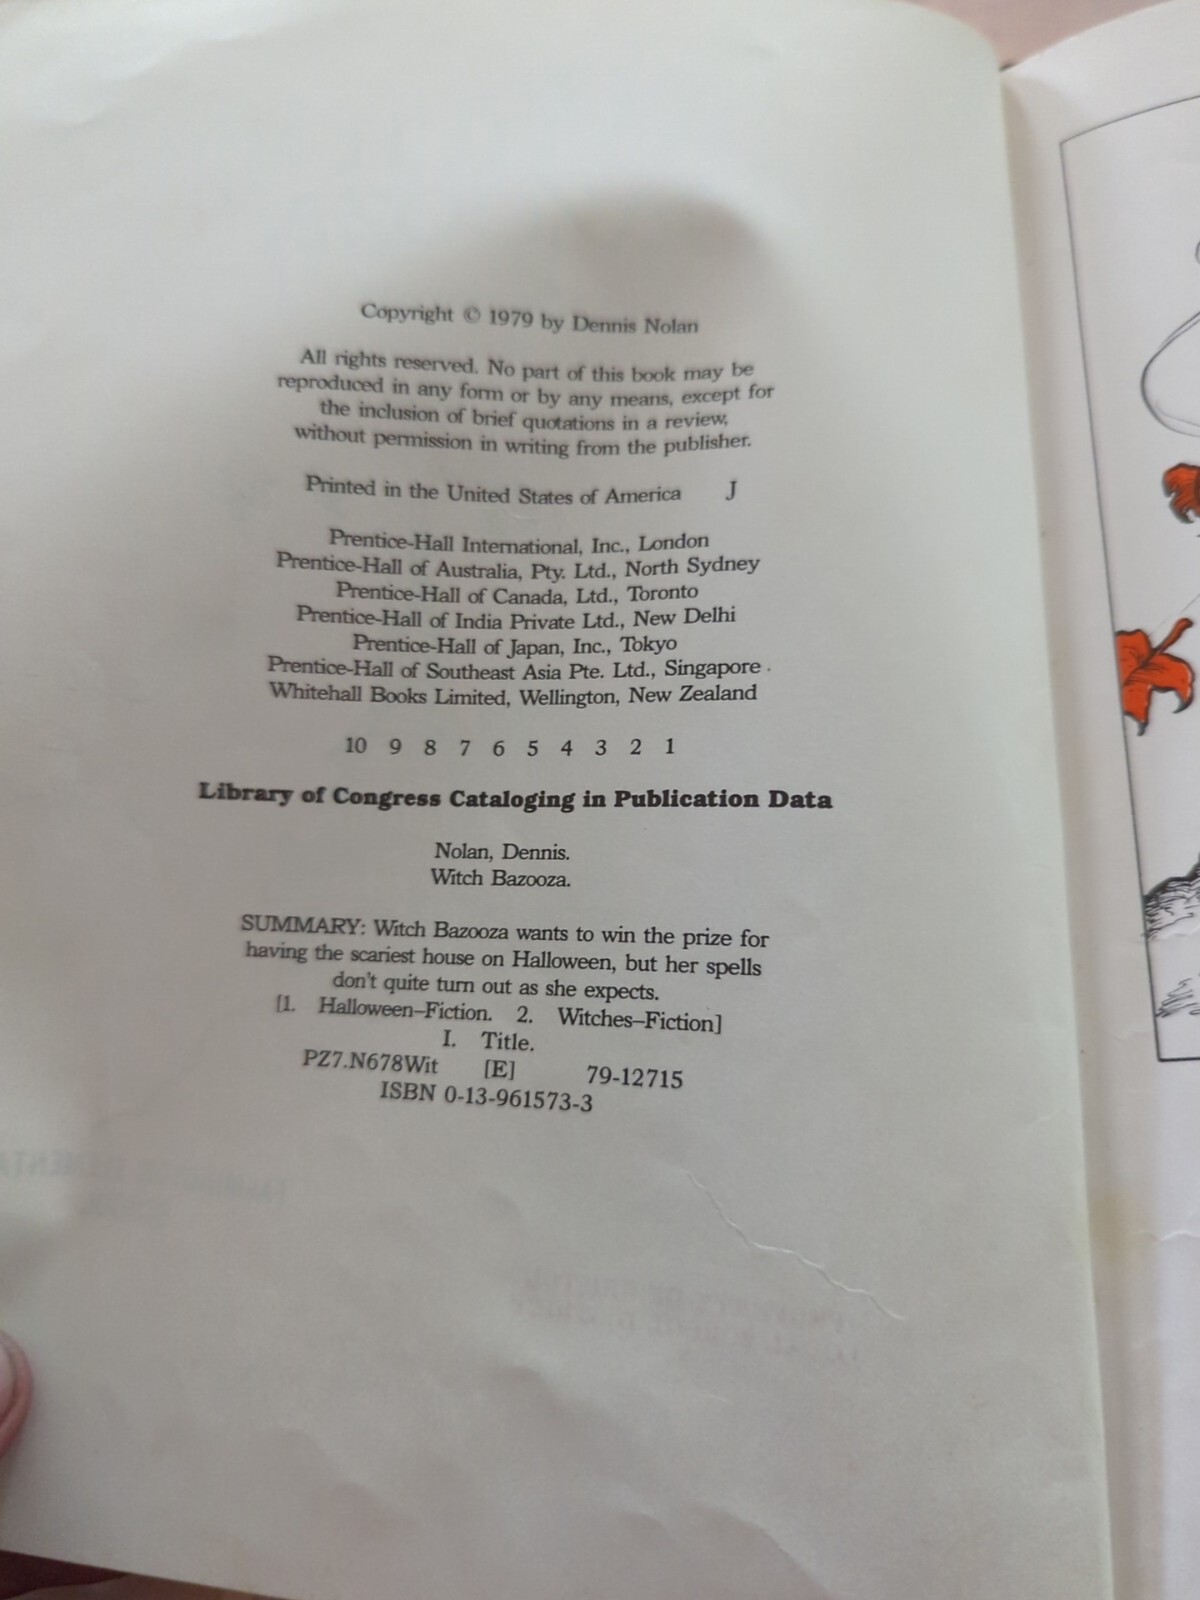 Copyright © 1979 by Dennis Nolan
All rights reserved. No part of this book may be
reproduced in any form or by any means, except for
the inclusion of brief quotations in a review,
without permission in writing from the publisher.
Printed in the United States of America J
Prentice-Hall International, Inc., London
Prentice-Hall of Australia, Pty. Ltd., North Sydney
Prentice-Hall of Canada, Ltd., Toronto
Prentice-Hall of India Private Ltd., New Delhi
Prentice-Hall of Japan, Inc., Tokyo
Prentice-Hall of Southeast Asia Pte. Ltd., Singapore
Whitehall Books Limited, Wellington, New Zealand
10 9 8 7 6 5 4 3 2 1
Library of Congress Cataloging in Publication Data
Nolan, Dennis.
Witch Bazooza.
SUMMARY: Witch Bazooza wants to win the prize for
having the scariest house on Halloween, but her spells
don't quite turn out as she expects.
[1. Halloween–Fiction. 2. Witches–Fiction]
I. Title.
PZ7.N678Wit [E] 79-12715
ISBN 0-13-961573-3